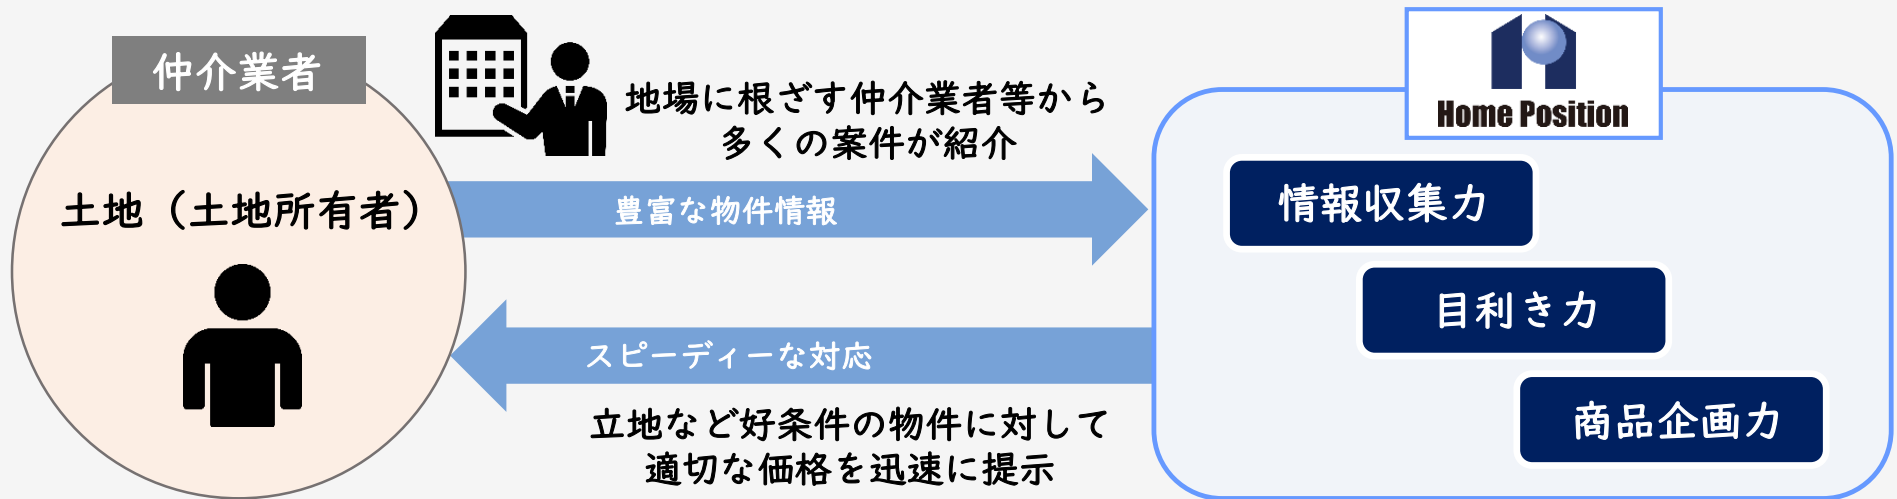 仲介業者
土地（土地所有者）
地場に根ざす仲介業者等から
多くの案件が紹介
豊富な物件情報
スピーディーな対応
立地など好条件の物件に対して
適切な価格を迅速に提示
Home Position
情報収集力
目利き力
商品企画力